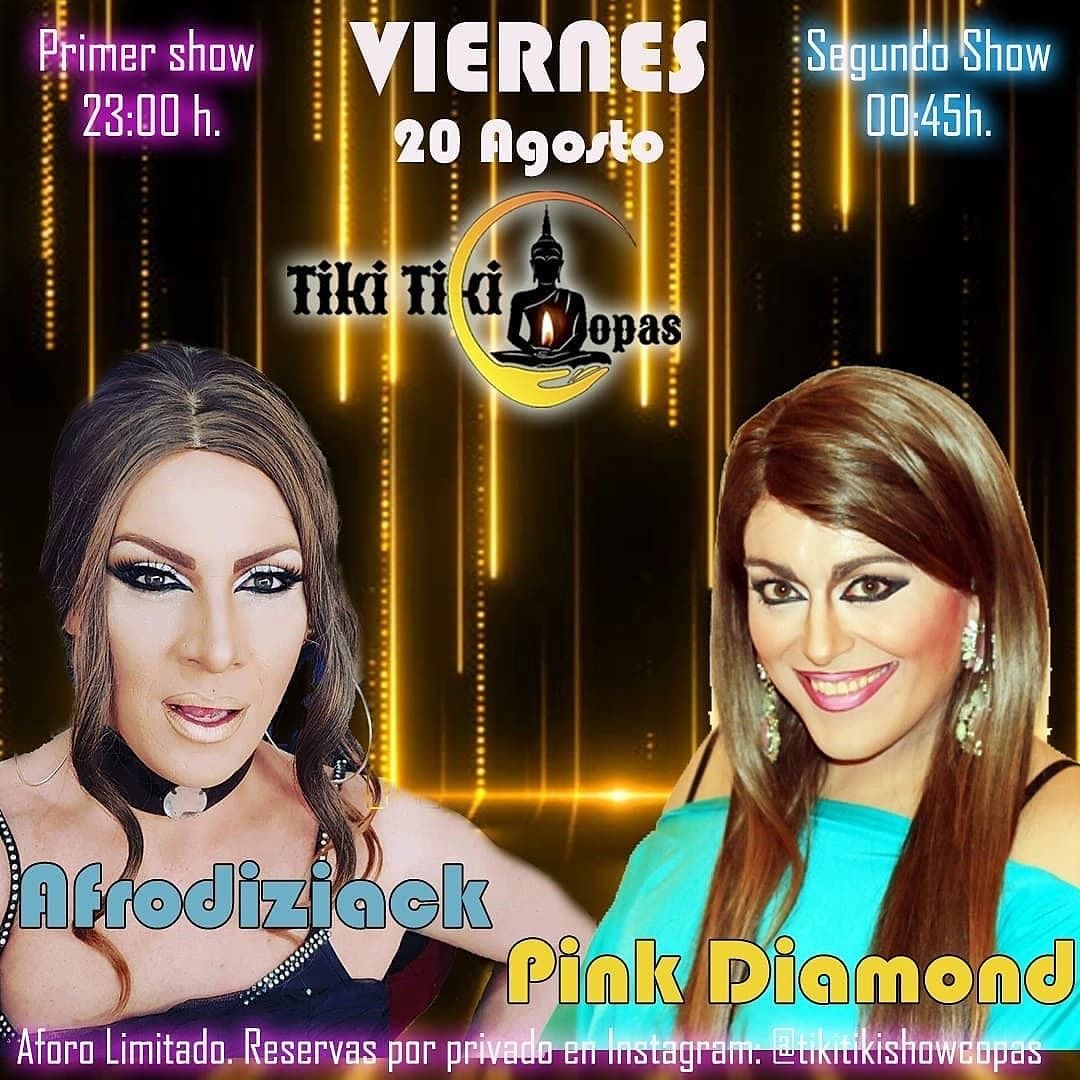 Primer show
23:00 h.
VIERNES
20 Agosto
Segundo Show
00:45h.
Tiki Tiki
Copas
Afrodiziack
Pink Diamond
Aforo Limitado. Reservas por privado en Instagram: @tikitikishowcopas